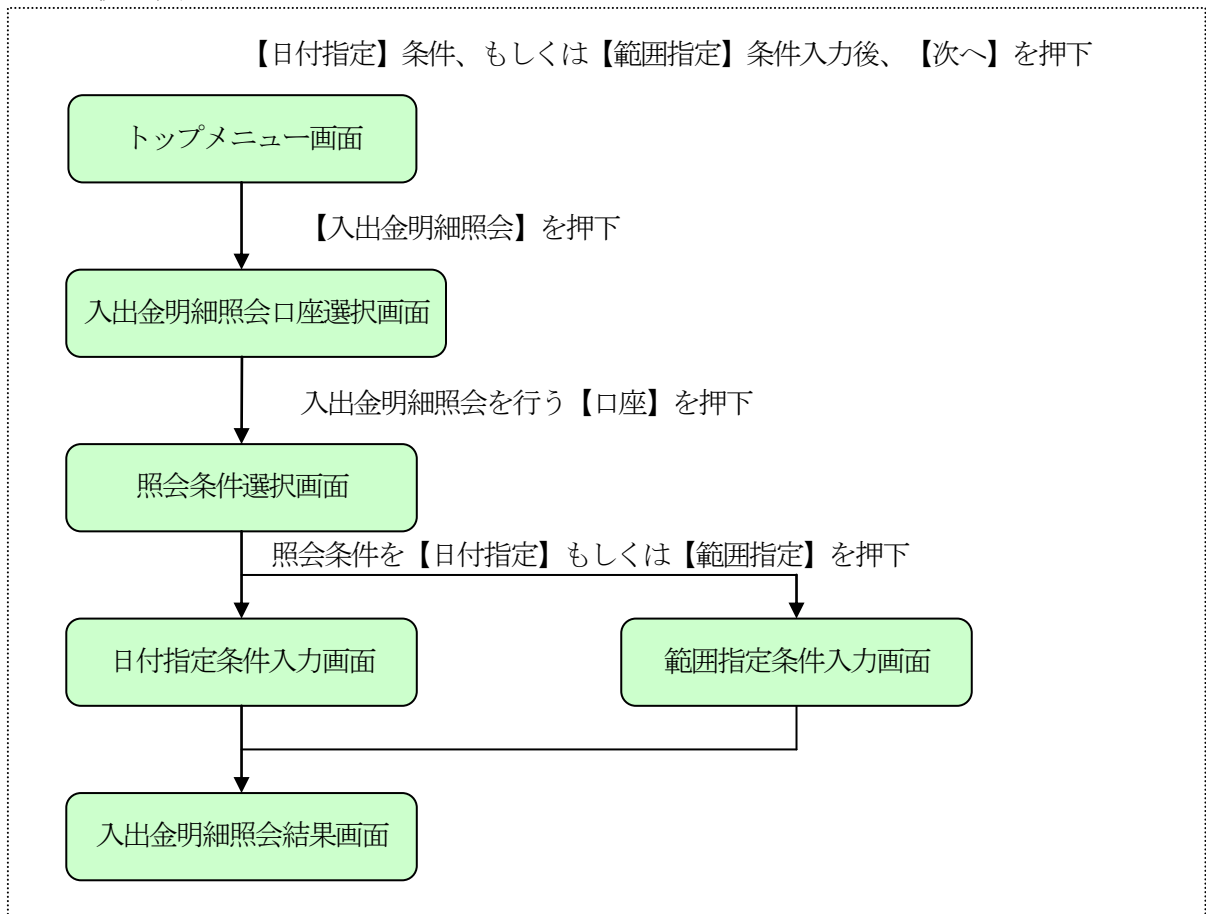 【日付指定】条件、もしくは【範囲指定】条件入力後、【次へ】を押下
トップメニュー画面
【入出金明細照会】を押下
入出金明細照会口座選択画面
入出金明細照会を行う【口座】を押下
照会条件選択画面
照会条件を【日付指定】もしくは【範囲指定】を押下
日付指定条件入力画面
範囲指定条件入力画面
入出金明細照会結果画面